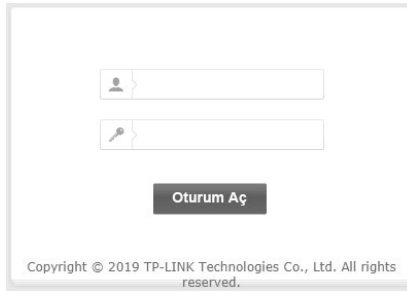 Oturum Aç
Copyright © 2019 TP-LINK Technologies Co., Ltd. All rights
reserved.